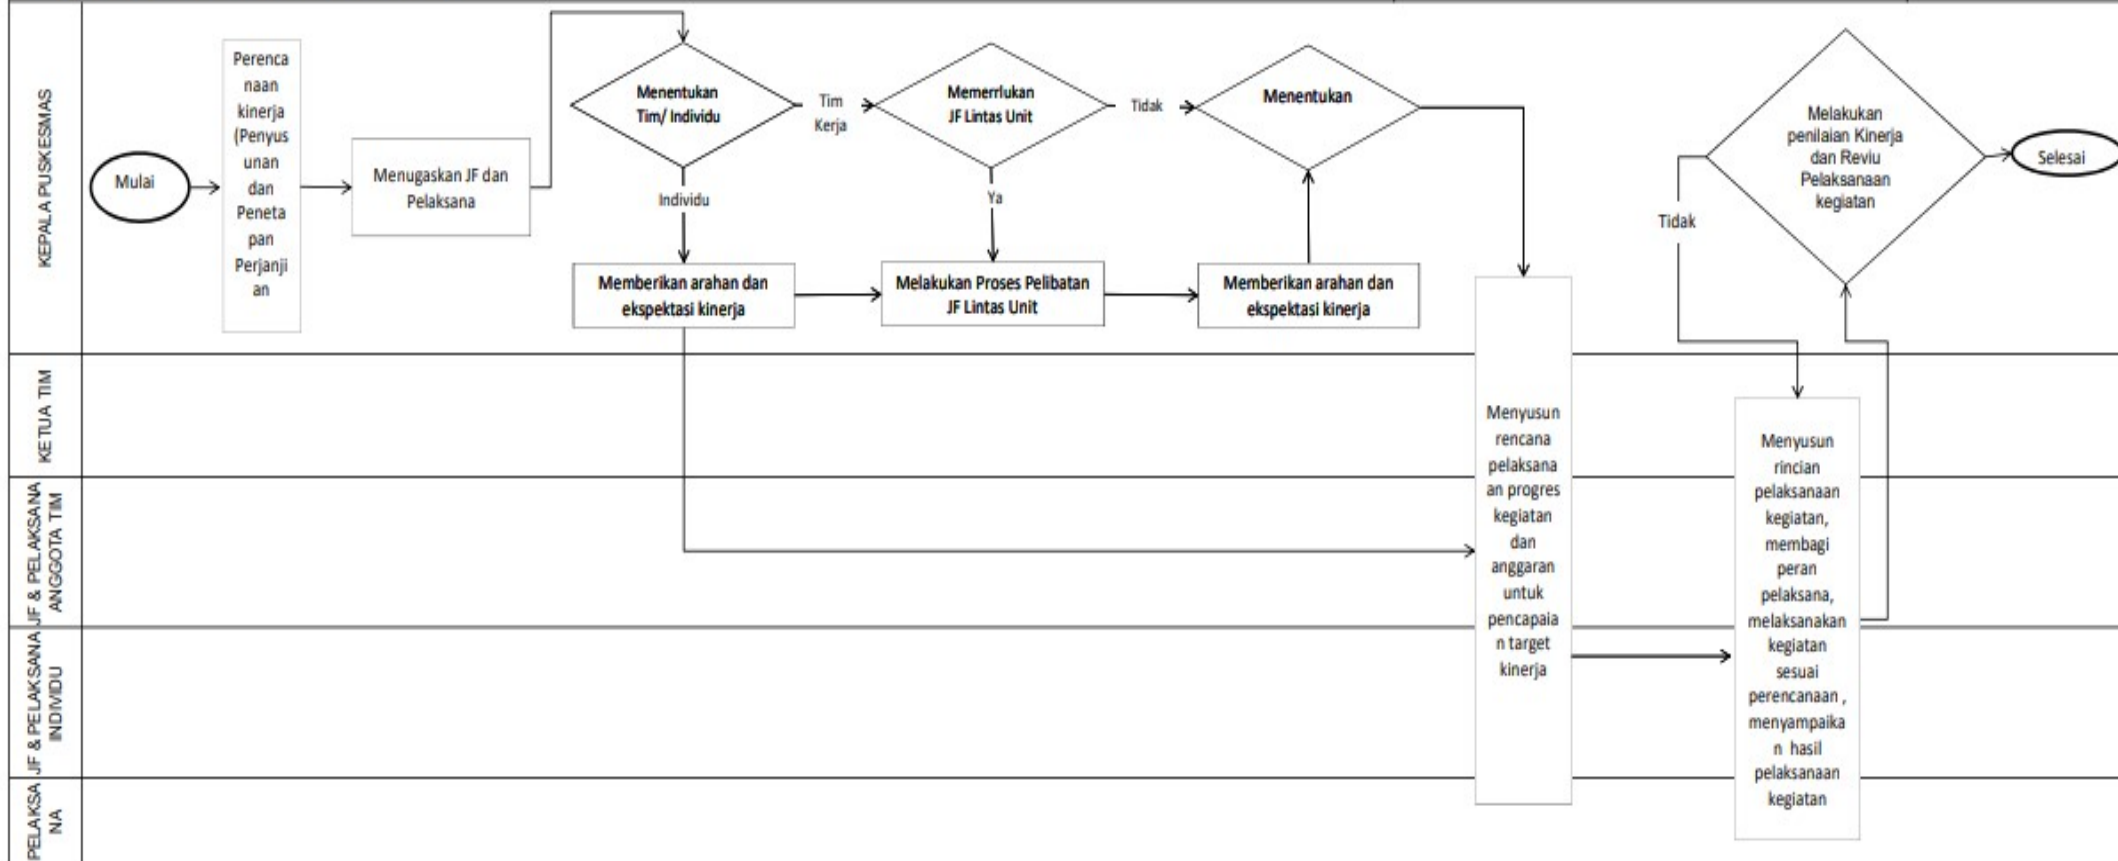 KEPALA PUSKESMAS
Mulai
Perenca
naan
kinerja
(Penyus
unan
dan
Peneta
pan
Perjanji
an
Menugaskan JF dan
Pelaksana
Menentukan
Tim/ Individu
Tim
Kerja
Individu
Memberikan arahan dan
ekspektasi kinerja
Memerrlukan
JF Lintas Unit
Tidak
Ya
Melakukan Proses Pelibatan
JF Lintas Unit
Menentukan
Memberikan arahan dan
ekspektasi kinerja
Melakukan
penilaian Kinerja
dan Reviu
Pelaksanaan
kegiatan
Tidak
Selesai
KETUA TIM
JF & PELAKSANA
ANGGOTA TIM
JF & PELAKSANA
INDIVIDU
PELAKSA
NA
Menyusun
rencana
pelaksana
an progres
kegiatan
dan
anggaran
untuk
pencapaia
n target
kinerja
Menyusun
rincian
pelaksanaan
kegiatan,
membagi
peran
pelaksana,
melaksanakan
kegiatan
sesuai
perencanaan ,
menyampaika
n hasil
pelaksanaan
kegiatan